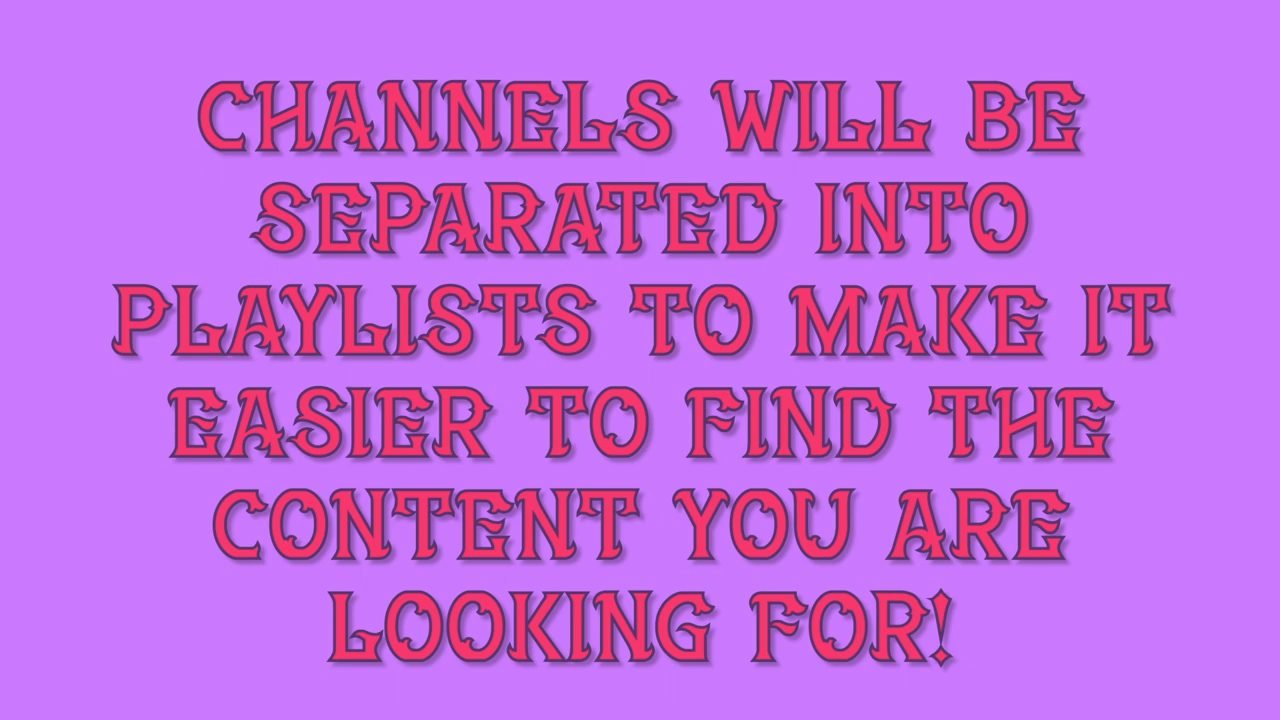 CHANNELS WILL BE
SEPARATED INTO
PLAYLISTS TO MAKE IT
EASIER TO FIND THE
CONTENT YOU ARE
LOOKING FOR!